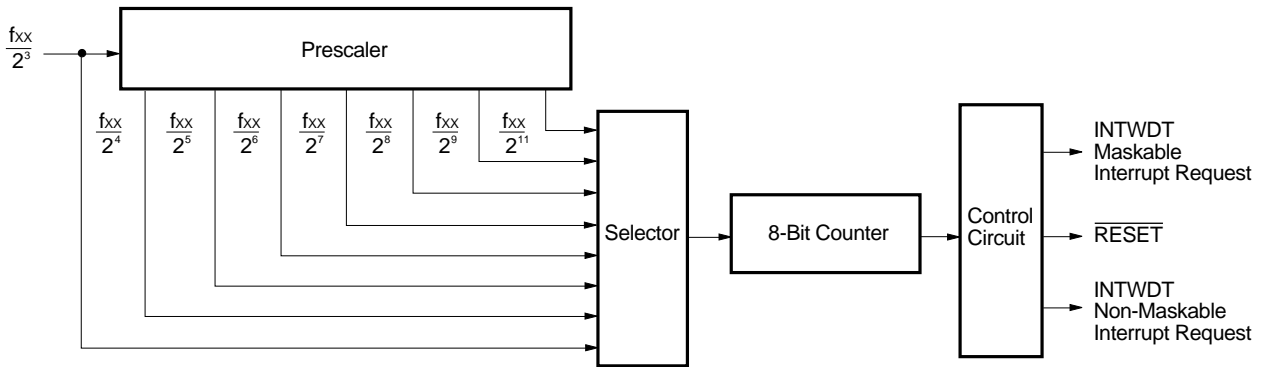 fxx
2³
Prescaler
fxx
2⁴
fxx
2⁵
fxx
2⁶
fxx
2⁷
fxx
2⁸
fxx
2⁹
fxx
2¹¹
Selector
8-Bit Counter
Control
Circuit
INTWDT
Maskable
Interrupt Request
RESET
INTWDT
Non-Maskable
Interrupt Request